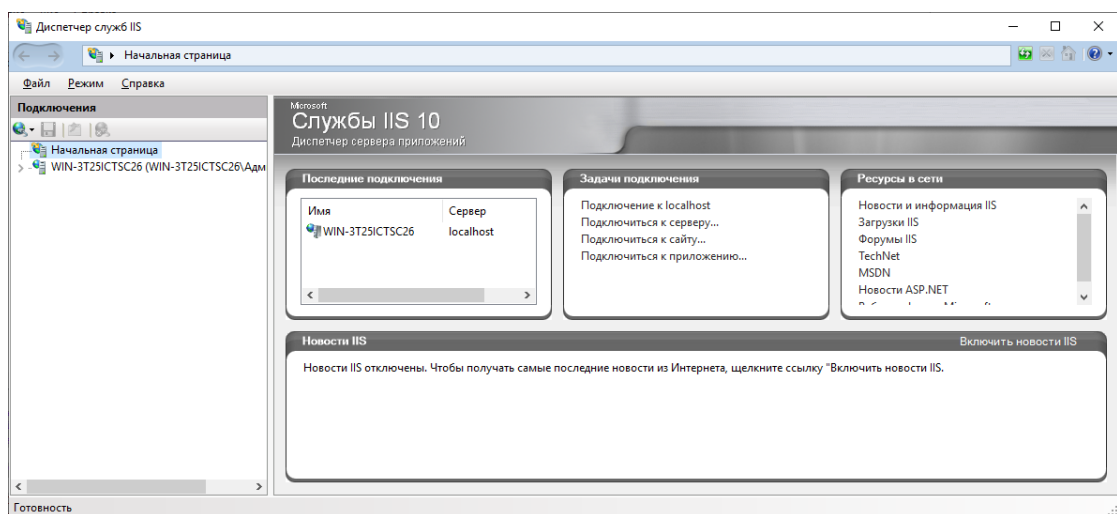 Диспетчер служб IIS
Начальная страница
Файл Режим Справка
Подключения
Начальная страница
WIN-3T25ICTSC26 (WIN-3T25ICTSC26\Адм
Microsoft
Службы IIS 10
Диспетчер сервера приложений
Последние подключения
Имя Сервер
WIN-3T25ICTSC26 localhost
Задачи подключения
Подключение к localhost
Подключиться к серверу...
Подключиться к сайту...
Подключиться к приложению...
Ресурсы в сети
Новости и информация IIS
Загрузки IIS
Форумы IIS
TechNet
MSDN
Новости ASP.NET
Новости IIS
Включить новости IIS
Новости IIS отключены. Чтобы получать самые последние новости из Интернета, щелкните ссылку "Включить новости IIS.
Готовность